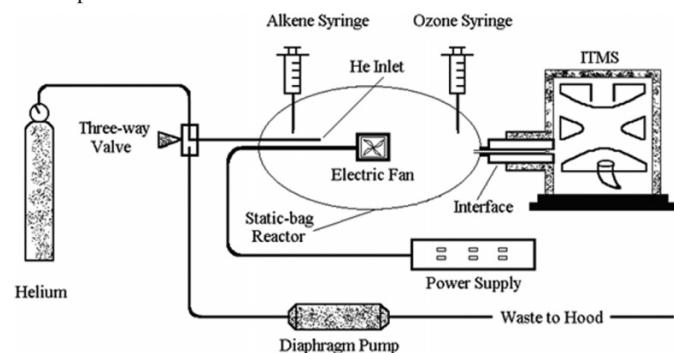 Alkene Syringe
Ozone Syringe
He Inlet
ITMS
Three-way
Valve
Electric Fan
Interface
Static-bag
Reactor
Power Supply
Helium
Waste to Hood
Diaphragm Pump